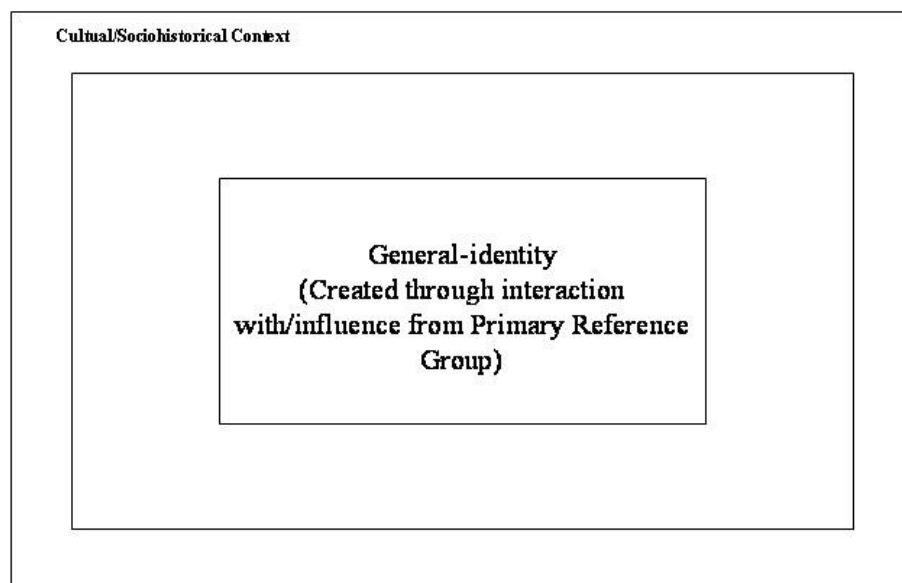 Cultual/Sociohistorical Context
General-identity
(Created through interaction
with/influence from Primary Reference
Group)